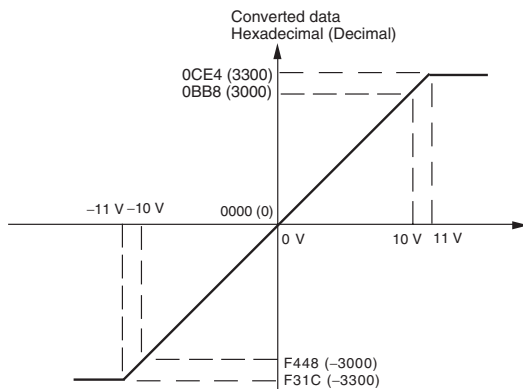 Converted data
Hexadecimal (Decimal)
0CE4 (3300)
0BB8 (3000)
−11 V −10 V
0000 (0)
0 V
10 V
11 V
F448 (−3000)
F31C (−3300)